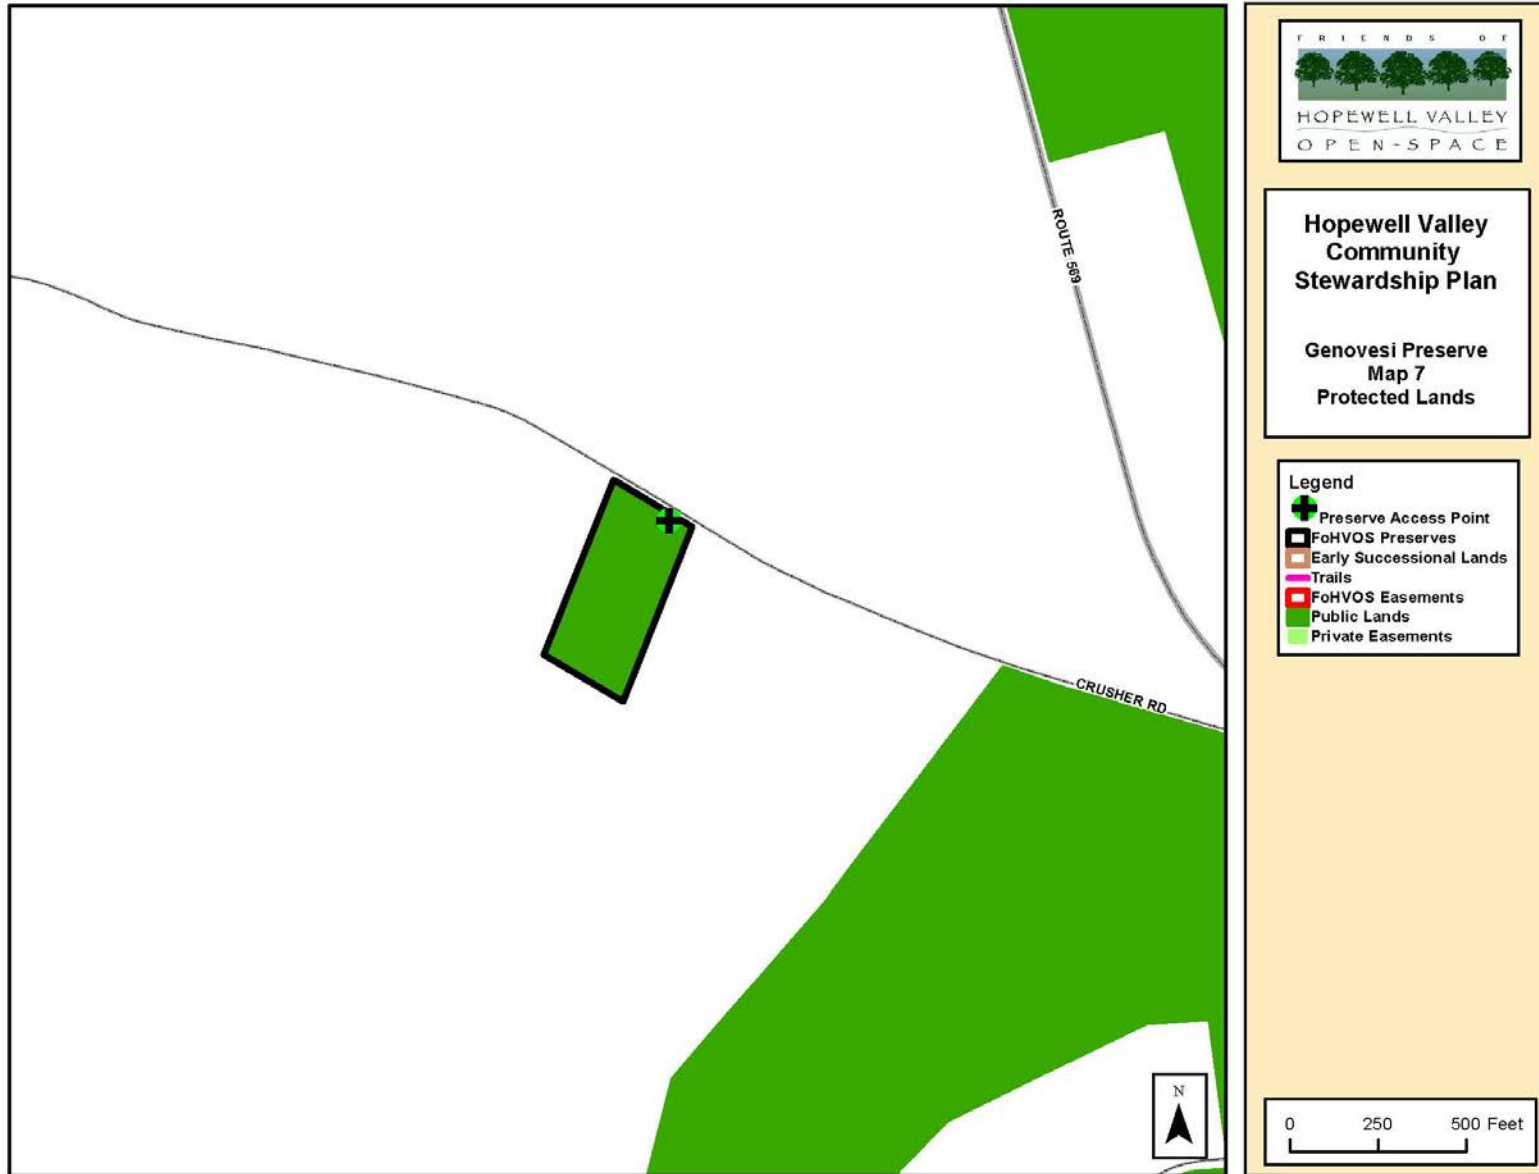 ROUTE 569
CRUSHER RD
N
FRIENDS OF
HOPEWELL VALLEY
OPEN-SPACE
Hopewell Valley
Community
Stewardship Plan
Genovesi Preserve
Map 7
Protected Lands
Legend
Preserve Access Point
FoHVOS Preserves
Early Successional Lands
Trails
FoHVOS Easements
Public Lands
Private Easements
0 250 500 Feet